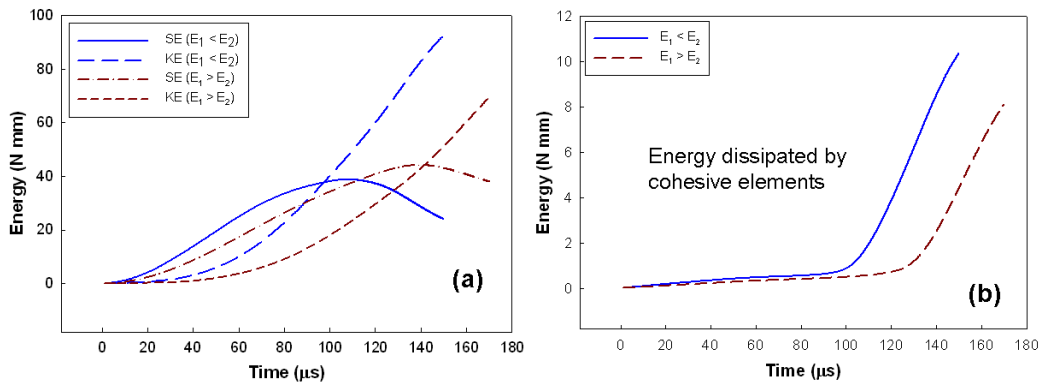 100
80
60
40
20
0
Energy (N mm)
SE (E1 < E2)
KE (E1 < E2)
SE (E1 > E2)
KE (E1 > E2)
(a)
0 20 40 60 80 100 120 140 160 180
Time (μs)
12
10
8
6
4
2
0
Energy (N mm)
E1 < E2
E1 > E2
Energy dissipated by
cohesive elements
(b)
0 20 40 60 80 100 120 140 160 180
Time (μs)